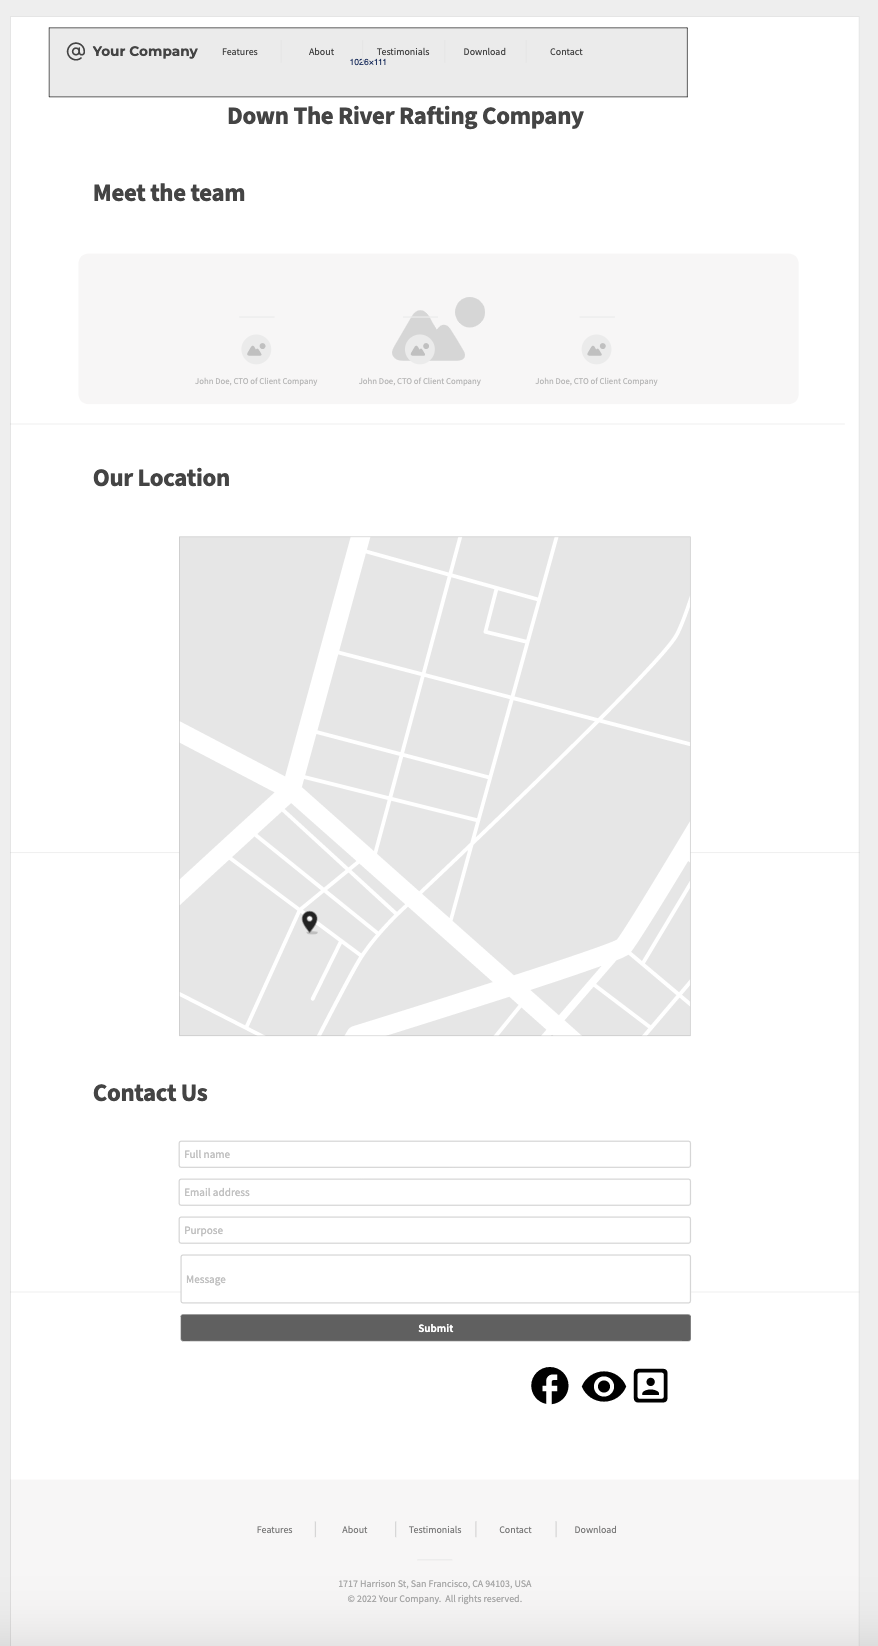 @ Your Company Features About Testimonials Download Contact
1026x111
Down The River Rafting Company
Meet the team
John Doe, CTO of Client Company John Doe, CTO of Client Company John Doe, CTO of Client Company
Our Location
Contact Us
Full name
Email address
Purpose
Message
Submit
Features About Testimonials Contact Download
1717 Harrison St, San Francisco, CA 94103, USA
© 2022 Your Company. All rights reserved.